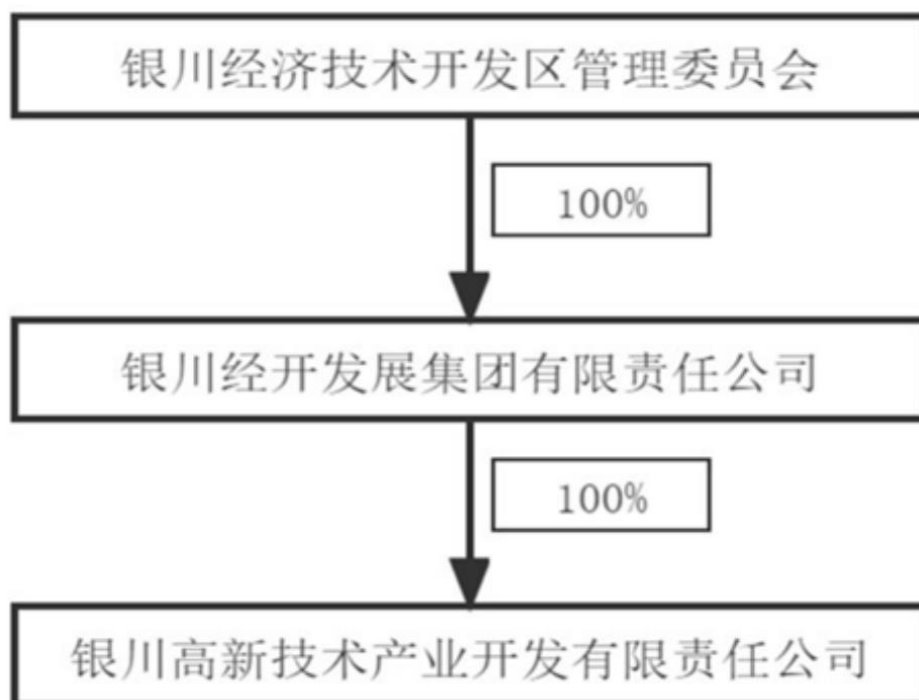 银川经济技术开发区管理委员会
100%
银川经开发展集团有限责任公司
100%
银川高新技术产业开发有限责任公司